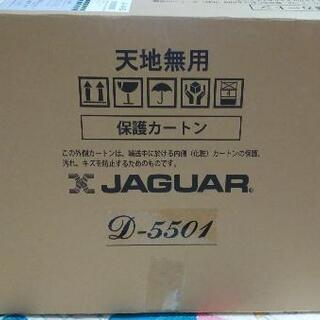 天地無用
保護カートン
この外側カートンは、輸送中に於ける内側（化粧）カートンの保護、
汚れ、キズを防止するためのものです。
JAGUAR®
D-5501